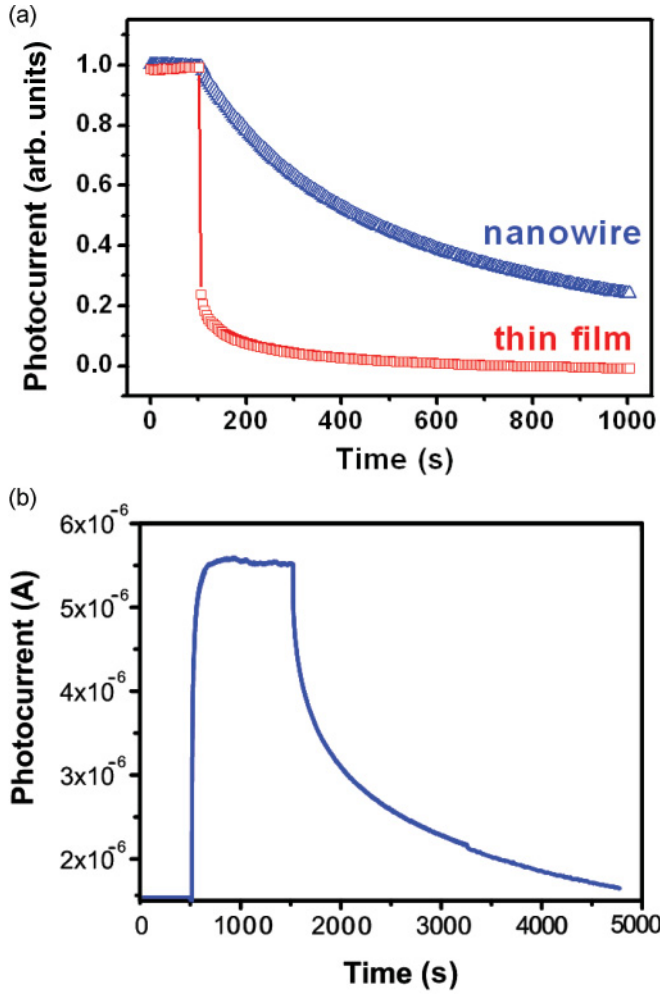 (a)
Photocurrent (arb. units)
1.0
0.8
0.6
0.4
0.2
0.0
nanowire
thin film
0 200 400 600 800 1000
Time (s)
(b)
Photocurrent (A)
6x10-6
5x10-6
4x10-6
3x10-6
2x10-6
0 1000 2000 3000 4000 5000
Time (s)